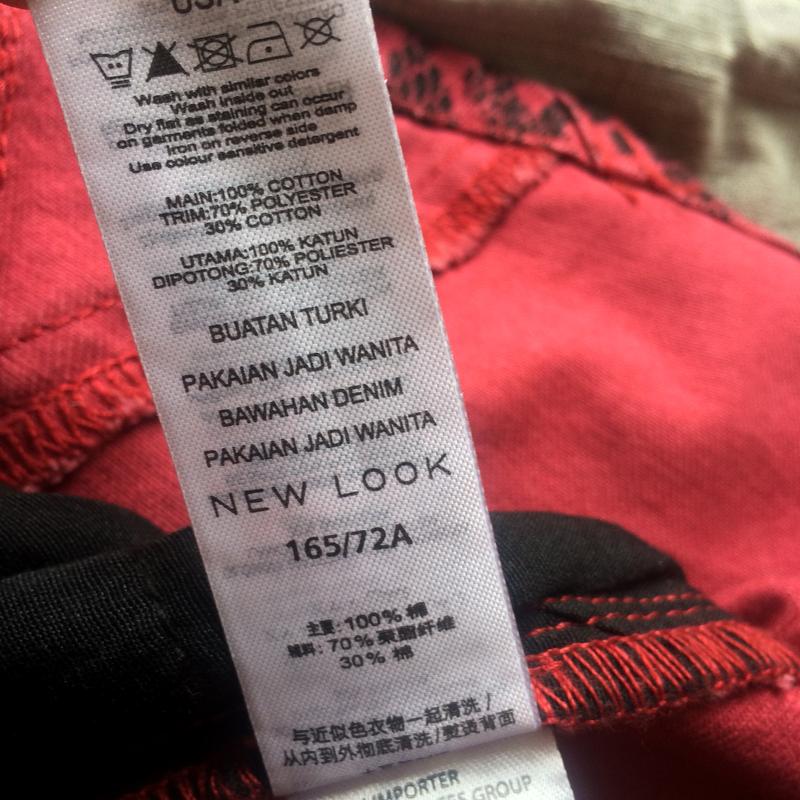 Wash with similar colors
Wash inside out
Dry flat as staining can occur
on garments folded when damp
Iron on reverse side
Use colour sensitive detergent
MAIN:100% COTTON
TRIM:70% POLYESTER
30% COTTON
UTAMA:100% KATUN
DIPOTONG:70% POLIESTER
30% KATUN
BUATAN TURKI
PAKAIAN JADI WANITA
BAWAHAN DENIM
PAKAIAN JADI WANITA
NEW LOOK
165/72A
主要: 100% 棉
辅料: 70% 聚酯纤维
30% 棉
与近似色衣物一起清洗 /
从内到外彻底清洗/熨烫背面
IMPORTER
GROUP